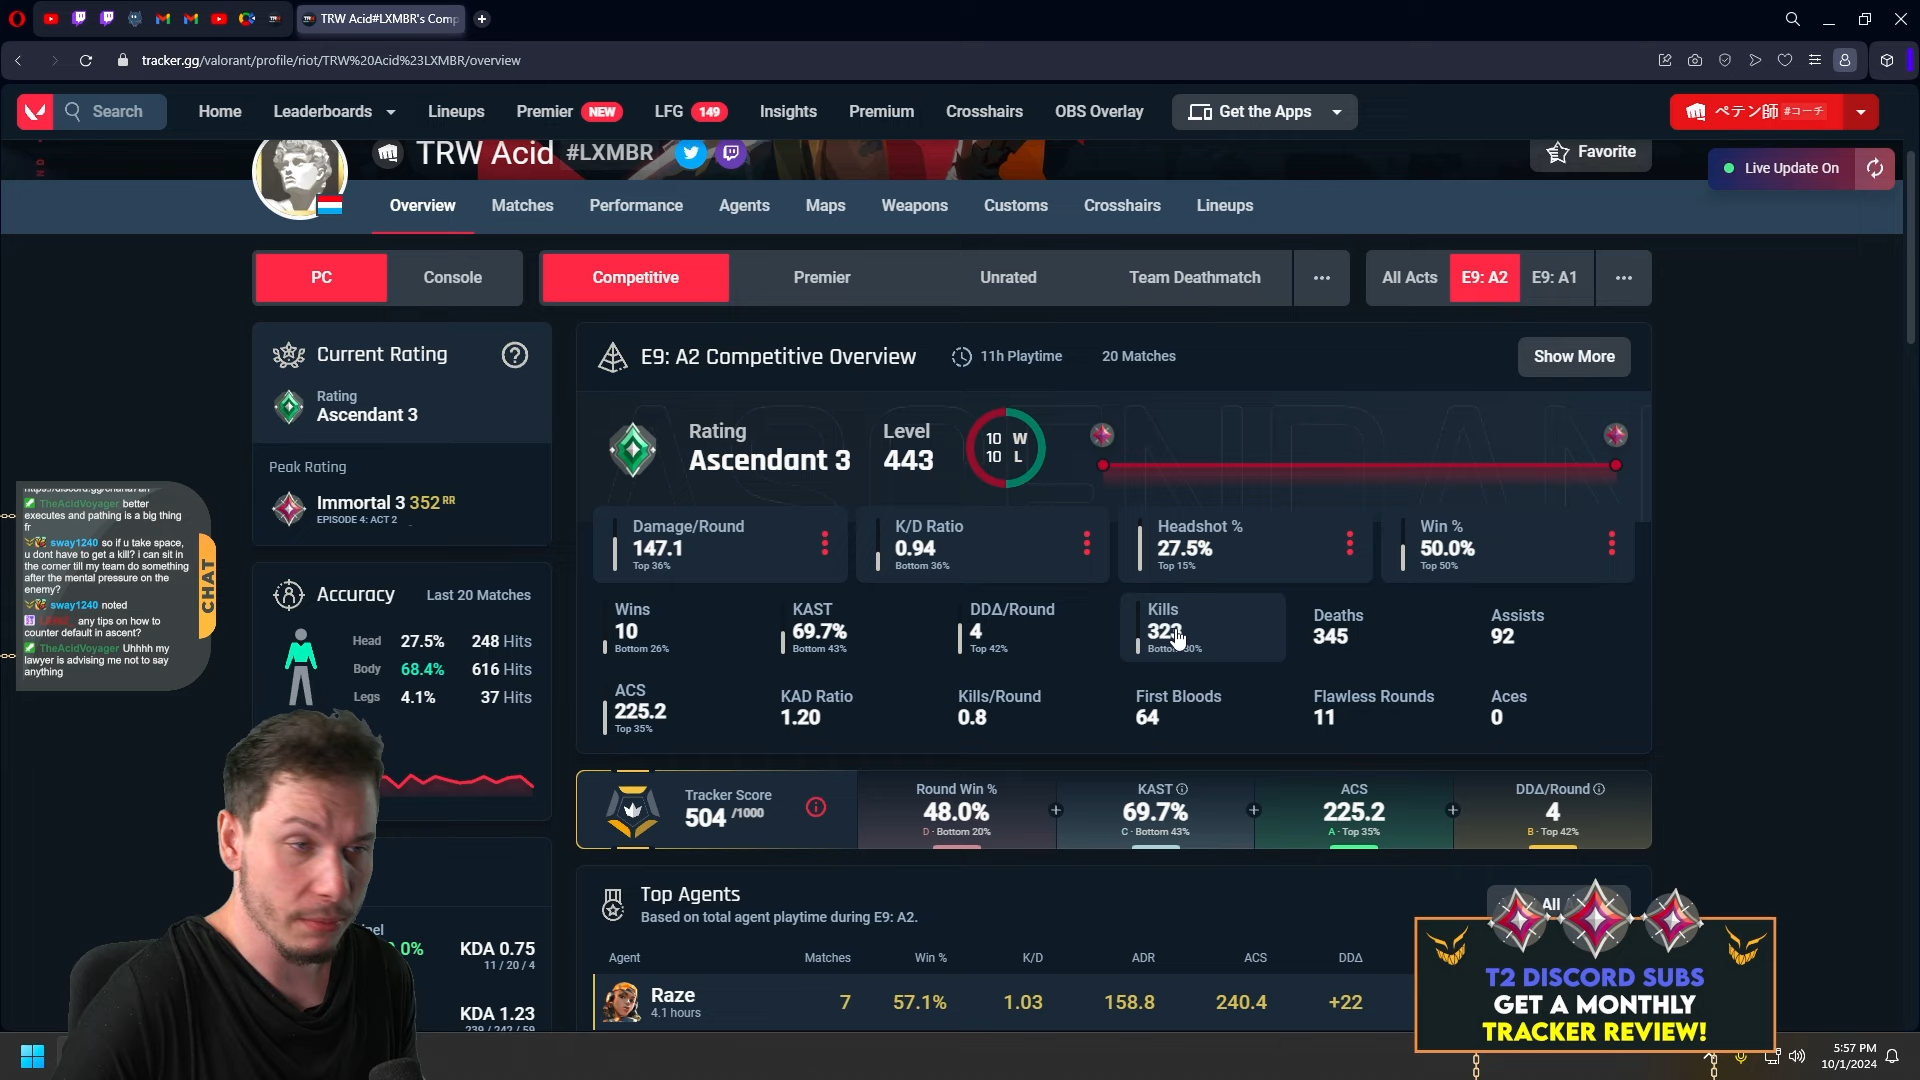 TRW Acid#LXMBR's Comp
tracker.gg/valorant/profile/riot/TRW%20Acid%23LXMBR/overview
Search
Home
Leaderboards
Lineups
Premier NEW
LFG 149
Insights
Premium
Crosshairs
OBS Overlay
Get the Apps
ペテン師 #コーチ
TRW Acid #LXMBR
Favorite
Live Update On
Overview
Matches
Performance
Agents
Maps
Weapons
Customs
Crosshairs
Lineups
PC
Console
Competitive
Premier
Unrated
Team Deathmatch
All Acts
E9: A2
E9: A1
Current Rating
Rating
Ascendant 3
Peak Rating
Immortal 3 352 RR
EPISODE 4: ACT 2
E9: A2 Competitive Overview
11h Playtime
20 Matches
Show More
Rating
Ascendant 3
Level
443
10 W
10 L
Damage/Round
147.1
Top 36%
K/D Ratio
0.94
Bottom 36%
Headshot %
27.5%
Top 15%
Win %
50.0%
Top 50%
Wins
10
Bottom 26%
KAST
69.7%
Bottom 43%
DDΔ/Round
4
Top 42%
Kills
Deaths
345
Assists
92
ACS
225.2
Top 35%
KAD Ratio
1.20
Kills/Round
0.8
First Bloods
64
Flawless Rounds
11
Aces
0
Accuracy
Last 20 Matches
Head 27.5% 248 Hits
Body 68.4% 616 Hits
Legs 4.1% 37 Hits
TheAcidVoyager better
executes and pathing is a big thing
fr
sway1240 so if u take space,
u dont have to get a kill? i can sit in
the corner till my team do something
after the mental pressure on the
enemy?
sway1240 noted
any tips on how to
counter default in ascent?
TheAcidVoyager Uhhhh my
lawyer is advising me not to say
anything
CHAT
Tracker Score
504 /1000
Round Win %
48.0%
D - Bottom 20%
KAST
69.7%
C - Bottom 43%
ACS
225.2
A - Top 35%
DDΔ/Round
4
B - Top 42%
KDA 0.75
11 / 20 / 4
KDA 1.23
239 / 242 / 59
Top Agents
Based on total agent playtime during E9: A2.
All
Agent
Matches
Win %
K/D
ADR
ACS
DDΔ
Raze
4.1 hours
7
57.1%
1.03
158.8
240.4
+22
T2 DISCORD SUBS
GET A MONTHLY
TRACKER REVIEW!
5:57 PM
10/1/2024